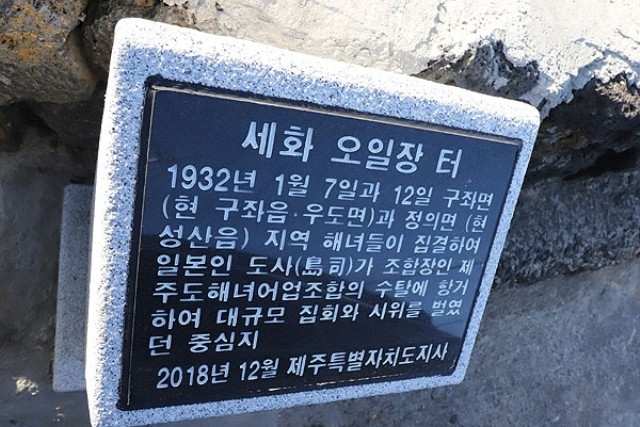 세화 오일장 터
1932년 1월 7일과 12일 구좌면
(현 구좌읍·우도면)과 정의면 (현
성산읍) 지역 해녀들이 집결하여
일본인 도사(島司)가 조합장인 제
주도해녀어업조합의 수탈에 항거
하여 대규모 집회와 시위를 벌였
던 중심지
2018년 12월 제주특별자치도지사